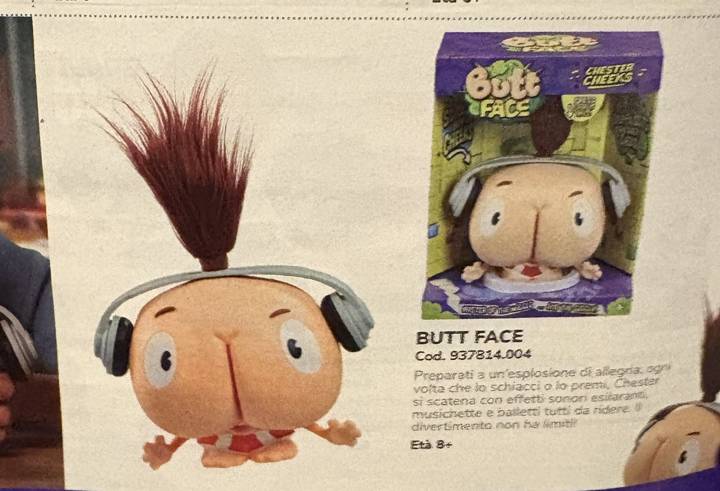 Butt
FACE
CHESTER
CHEEKS
BUTT FACE
Cod. 937814.004
Preparati a un'esplosione di allegria: ogni
volta che lo schiacci o lo premi, Chester
si scatena con effetti sonori esilaranti,
musichette e balletti tutti da ridere. Il
divertimento non ha limiti!
Età 8+